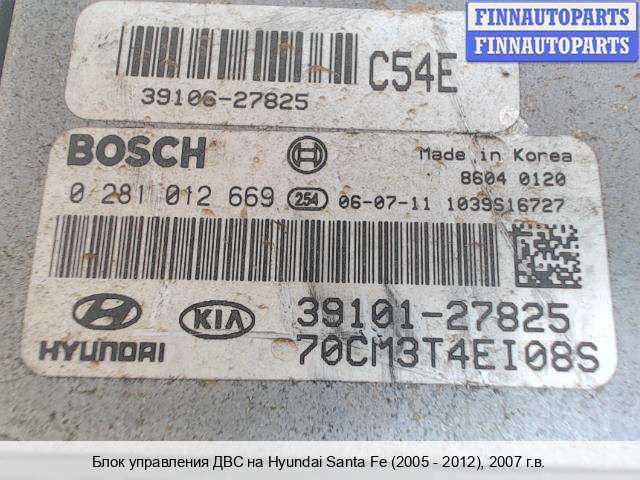 FINNAUTOPARTS
FINNAUTOPARTS
C54E
39106-27825
BOSCH
Made in Korea
8604 0120
0 281 012 669 254 06-07-11 1039S16727
HYUNDAI
KIA
39101-27825
70CM3T4EI08S
Блок управления ДВС на Hyundai Santa Fe (2005 - 2012), 2007 г.в.